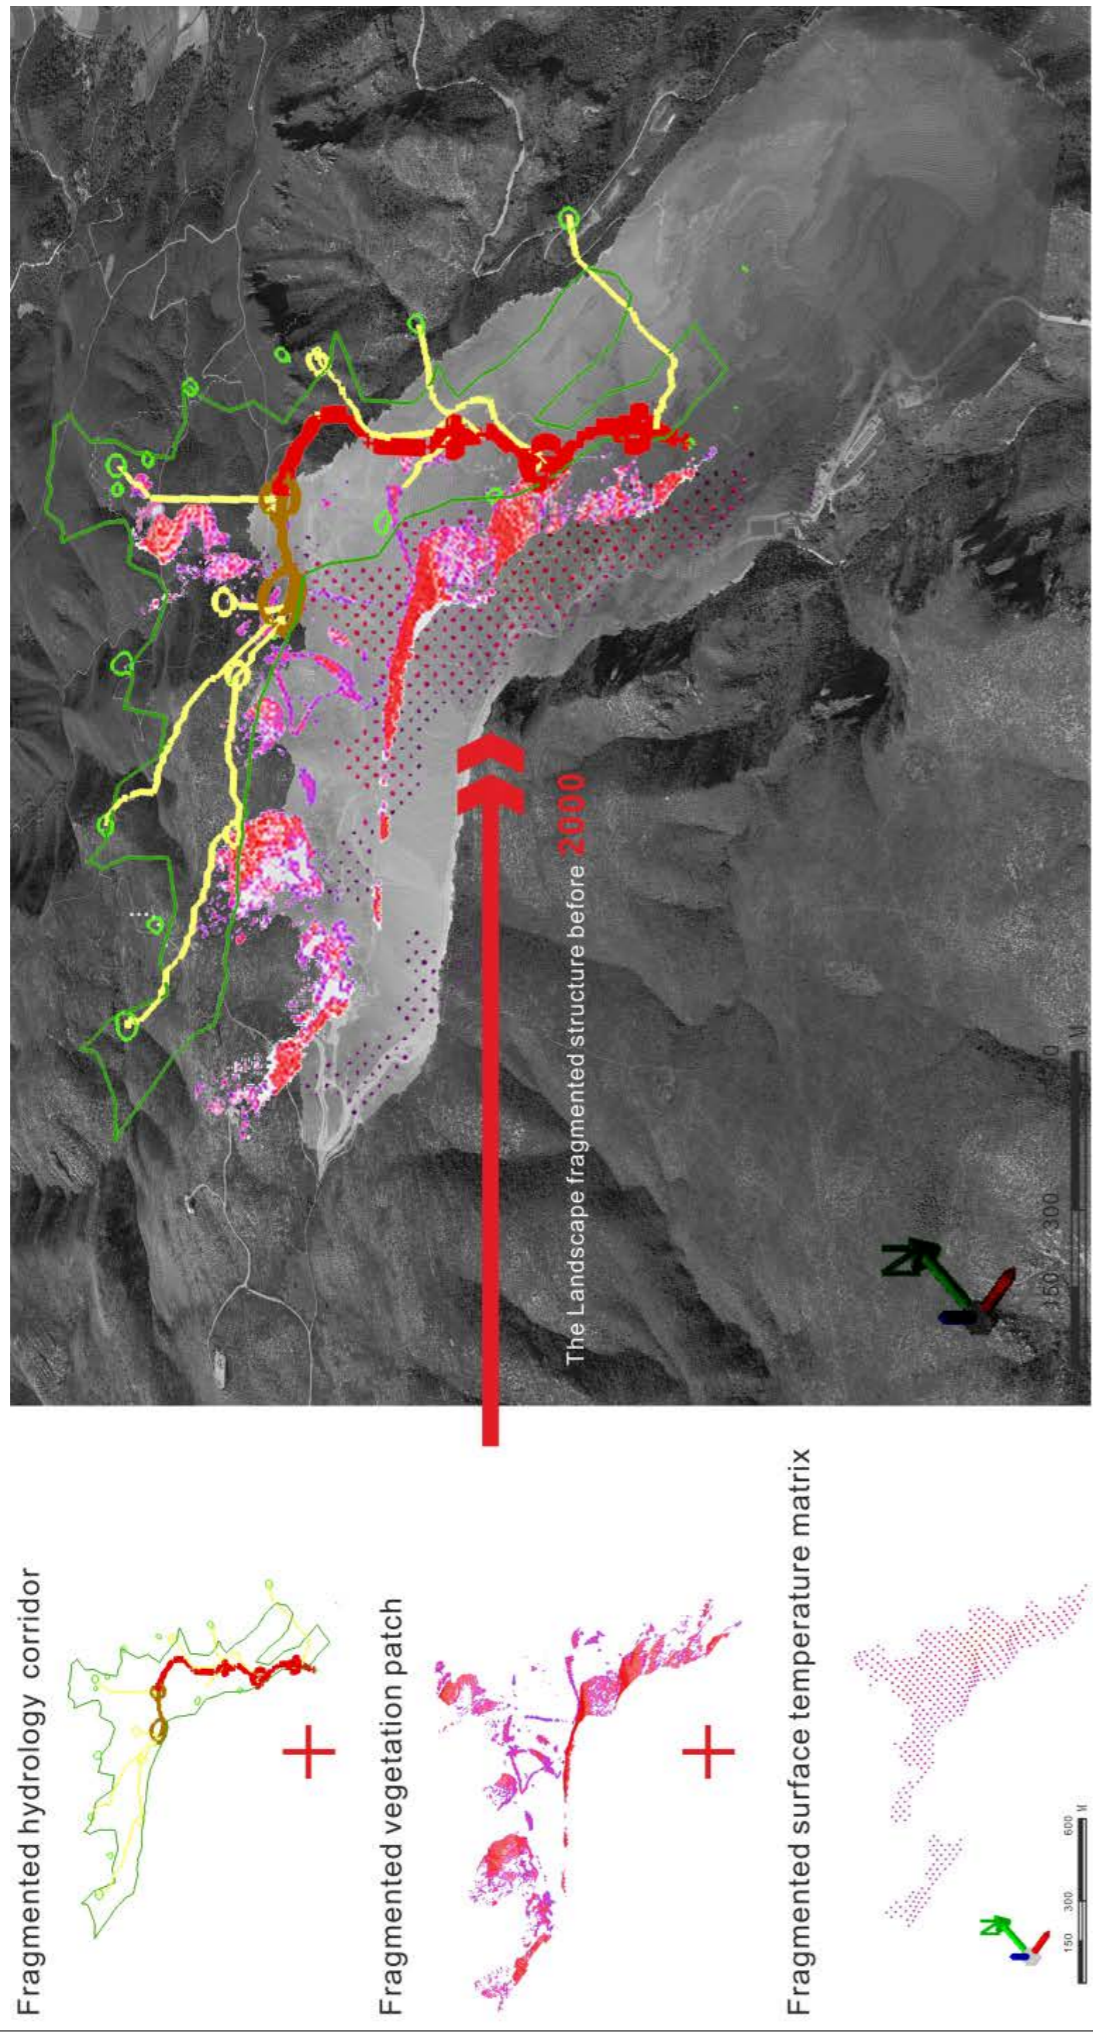 Fragmented hydrology corridor
Fragmented vegetation patch
Fragmented surface temperature matrix
150 300 600 M
The Landscape fragmented structure before 2000
150 300
M